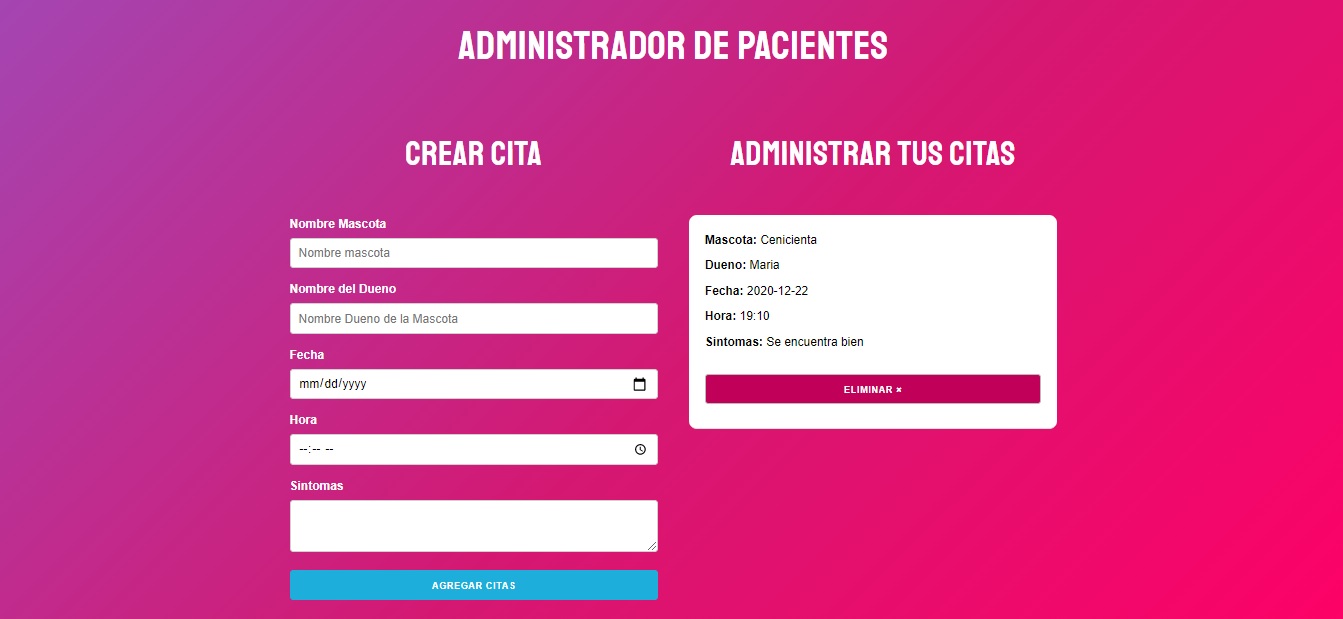 ADMINISTRADOR DE PACIENTES
CREAR CITA
Nombre Mascota
Nombre mascota
Nombre del Dueno
Nombre Dueno de la Mascota
Fecha
mm/dd/yyyy
Hora
--:-- --
Sintomas
AGREGAR CITAS
ADMINISTRAR TUS CITAS
Mascota: Cenicienta
Dueno: Maria
Fecha: 2020-12-22
Hora: 19:10
Sintomas: Se encuentra bien
ELIMINAR ×